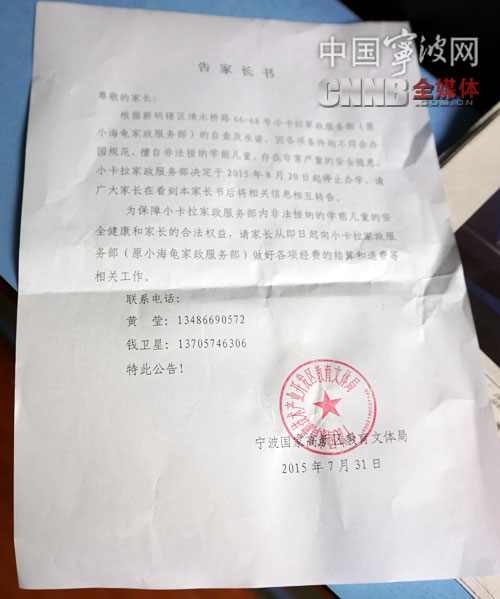 中国宁波网
CNNB 全媒体
.COM.CN
告家长书
尊敬的家长：
根据新明辖区清水桥路66-68号小卡拉家政服务部（原
小海龟家政服务部）的自查及承诺，因各项条件的不符合办
园规范，擅自非法接纳学前儿童，存在非常严重的安全隐患，
小卡拉家政服务部决定于2015年8月20日起停止办学，请
广大家长在看到本家长书后将相关信息相互转告。
为保障小卡拉家政服务部内非法接纳的学前儿童的安
全健康和家长的合法权益，请家长从即日起向小卡拉家政服
务部（原小海龟家政服务部）做好各项经费的结算和退费等
相关工作。
联系电话：
黄 莹：13486690572
钱卫星：13705746306
特此公告！
宁波国家高新区教育文体局
2015年7月31日